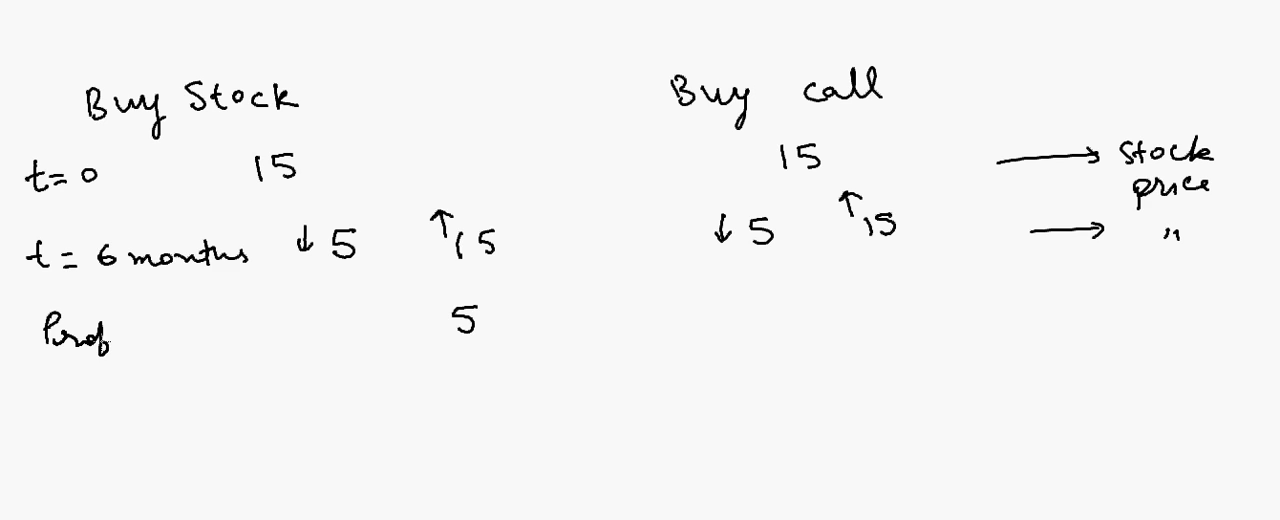 Buy Stock Buy call
t=0 15 15 → stock price
t= 6 months ↓ 5 ↑ 15 ↓ 5 ↑ 15 → "
Prof 5